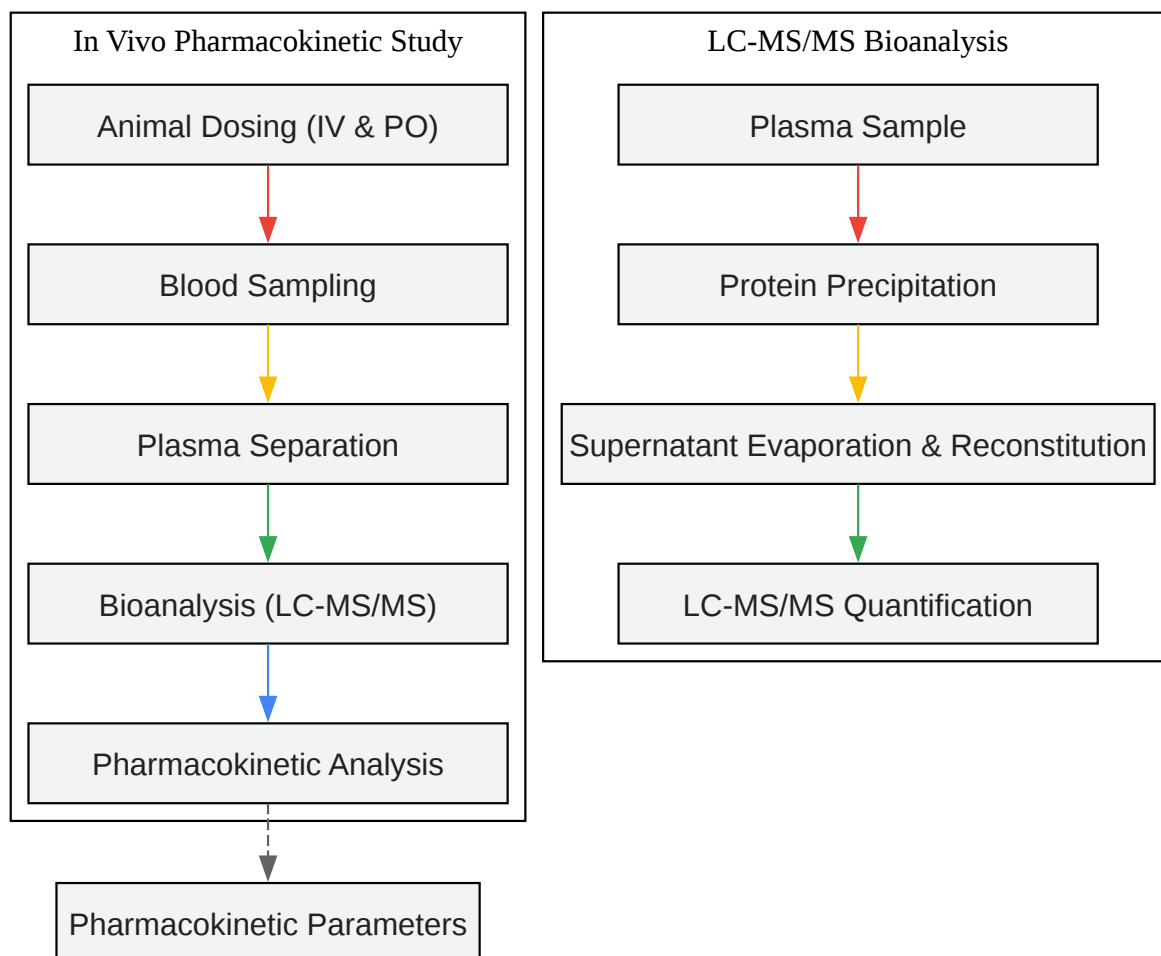 In Vivo Pharmacokinetic Study
Animal Dosing (IV & PO)
Blood Sampling
Plasma Separation
Bioanalysis (LC-MS/MS)
Pharmacokinetic Analysis
Pharmacokinetic Parameters
LC-MS/MS Bioanalysis
Plasma Sample
Protein Precipitation
Supernatant Evaporation & Reconstitution
LC-MS/MS Quantification